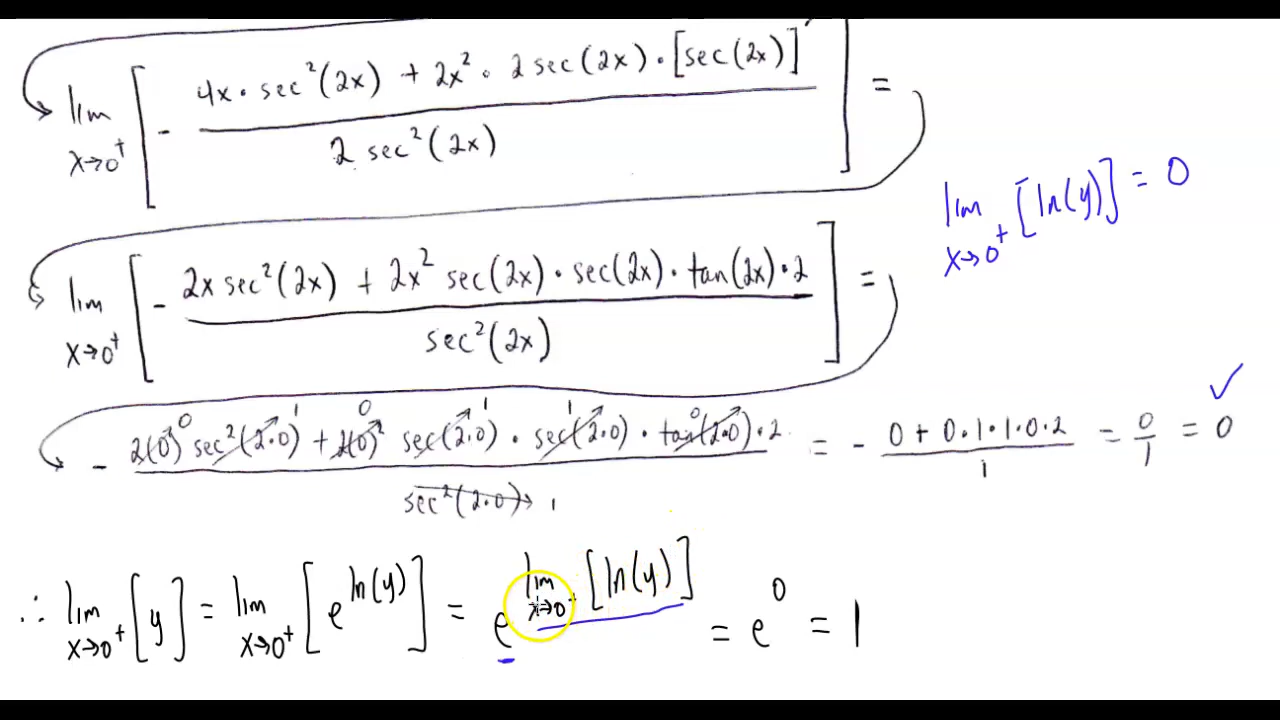 lim x→0⁺ [ - (4x · sec²(2x) + 2x² · 2 sec(2x) · [sec(2x)]') / (2 sec²(2x)) ] =
lim x→0⁺ [ln(y)] = 0
lim x→0⁺ [ - (2x sec²(2x) + 2x² sec(2x) · sec(2x) · tan(2x) · 2) / (sec²(2x)) ] =
- (2(0) sec²(2·0) + 2(0)² sec(2·0) · sec(2·0) · tan(2·0) · 2) / (sec²(2·0) → 1) = - (0 + 0·1·1·0·2) / 1 = 0/1 = 0 ✓
∴ lim x→0⁺ [y] = lim x→0⁺ [e^ln(y)] = e^(lim x→0⁺ [ln(y)]) = e⁰ = 1